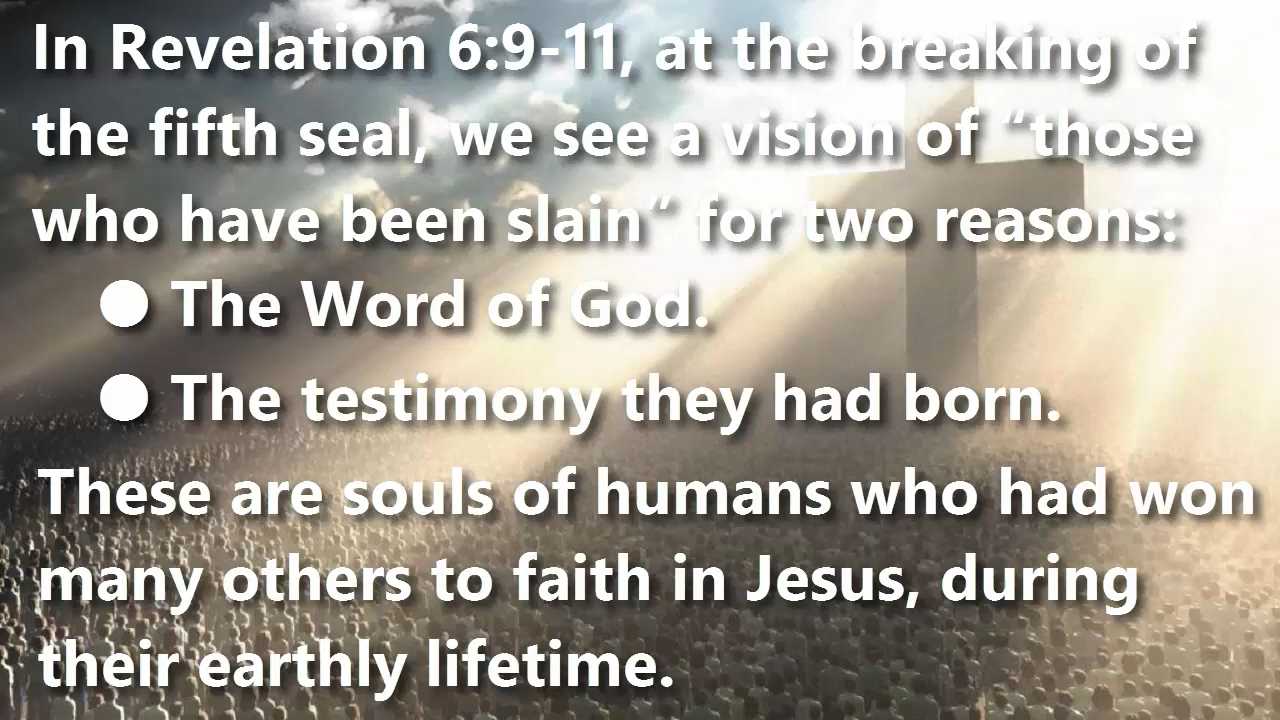 In Revelation 6:9-11, at the breaking of
the fifth seal, we see a vision of “those
who have been slain” for two reasons:
● The Word of God.
● The testimony they had born.
These are souls of humans who had won
many others to faith in Jesus, during
their earthly lifetime.